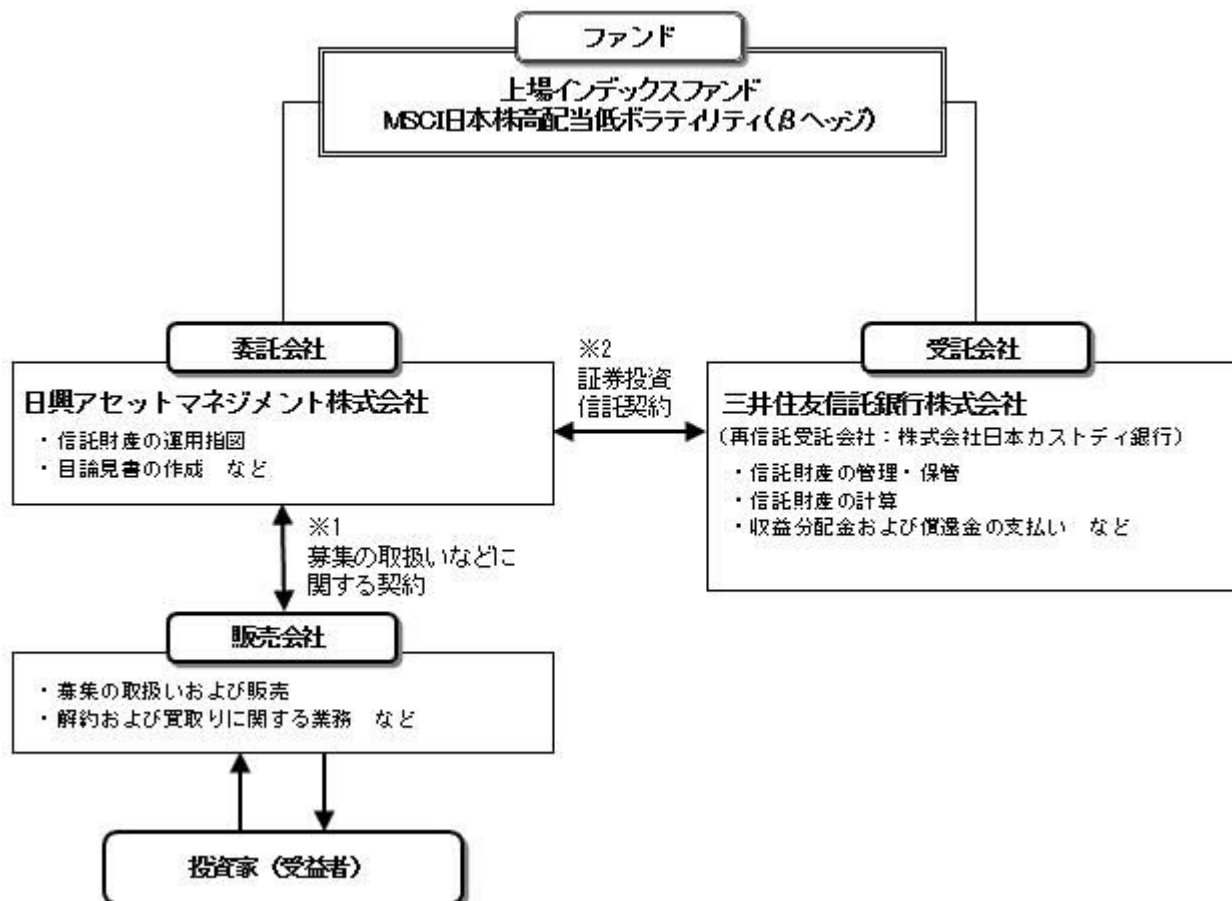 ファンド
上場インデックスファンド
MSCI日本株高配当低ボラティリティ(βヘッジ)
委託会社
日興アセットマネジメント株式会社
・信託財産の運用指図
・目論見書の作成　など
※2
証券投資
信託契約
受託会社
三井住友信託銀行株式会社
(再信託受託会社：株式会社日本カストディ銀行)
・信託財産の管理・保管
・信託財産の計算
・収益分配金および償還金の支払い　など
※1
募集の取扱いなどに
関する契約
販売会社
・募集の取扱いおよび販売
・解約および買取りに関する業務　など
投資家（受益者）